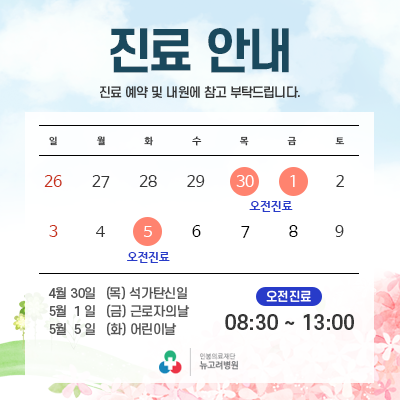 진료 안내
진료 예약 및 내원에 참고 부탁드립니다.
일 월 화 수 목 금 토
26 27 28 29 30 1 2
오전진료
3 4 5 6 7 8 9
오전진료
4월 30일 (목) 석가탄신일
5월 1일 (금) 근로자의날
5월 5일 (화) 어린이날
오전진료
08:30 ~ 13:00
인봉의료재단
뉴고려병원